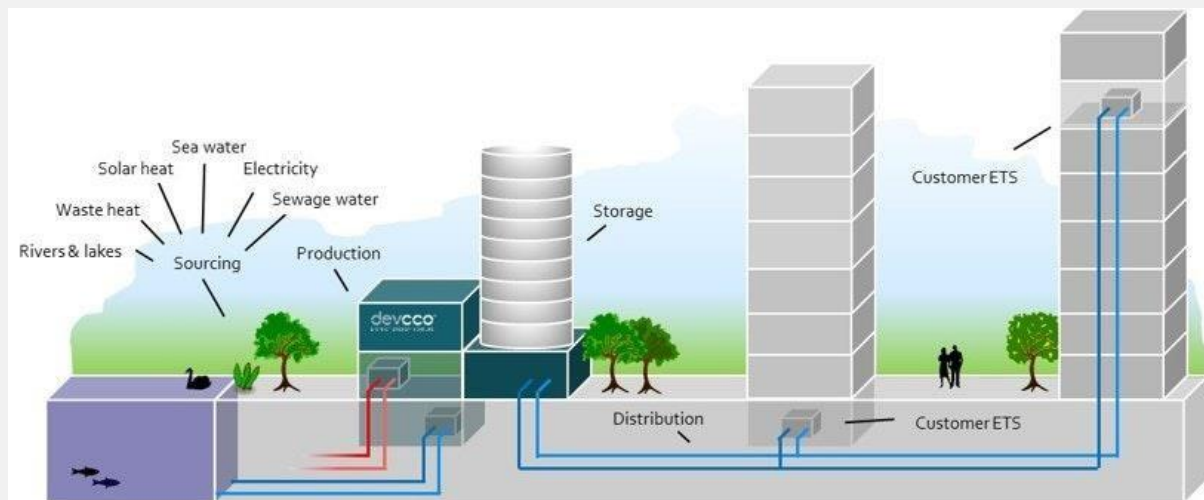 Sea water
Solar heat
Electricity
Waste heat
Sewage water
Rivers & lakes
Sourcing
Production
Storage
Customer ETS
devcco
Distribution
Customer ETS